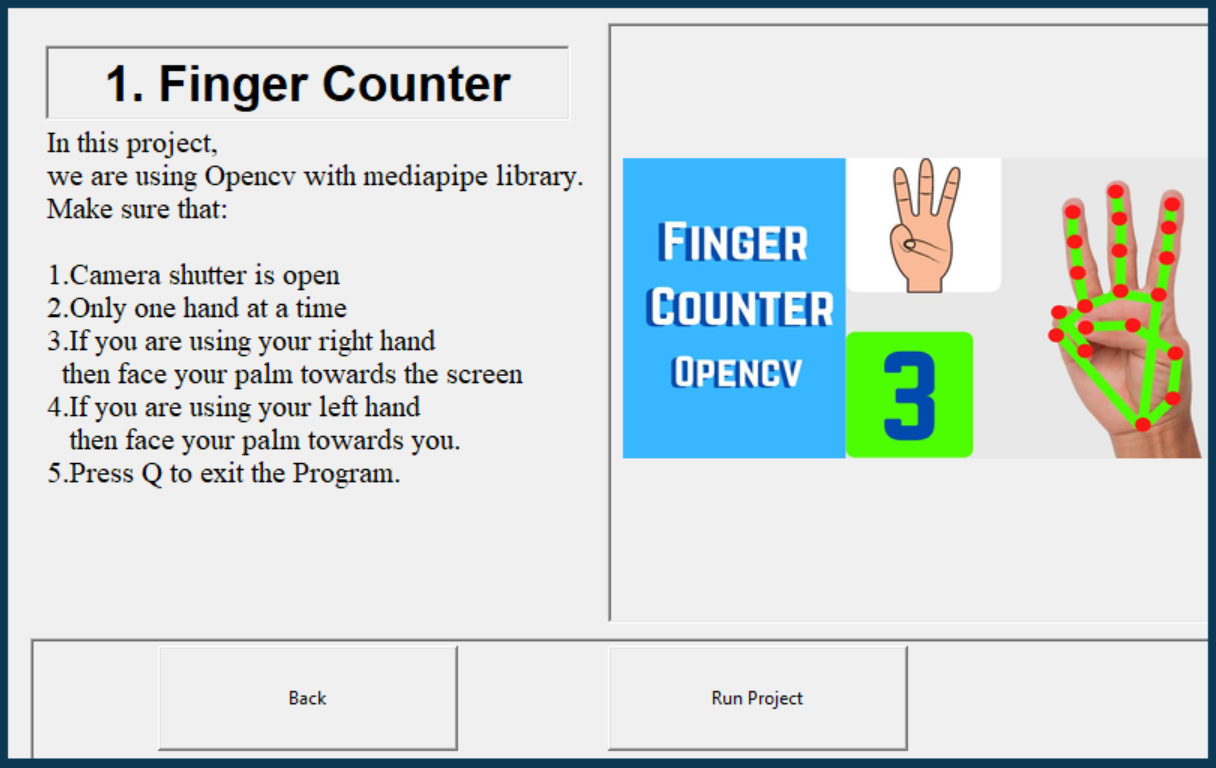 1. Finger Counter
In this project,
we are using Opencv with mediapipe library.
Make sure that:
1.Camera shutter is open
2.Only one hand at a time
3.If you are using your right hand
then face your palm towards the screen
4.If you are using your left hand
then face your palm towards you.
5.Press Q to exit the Program.
FINGER
COUNTER
OPENCV
3
Back
Run Project